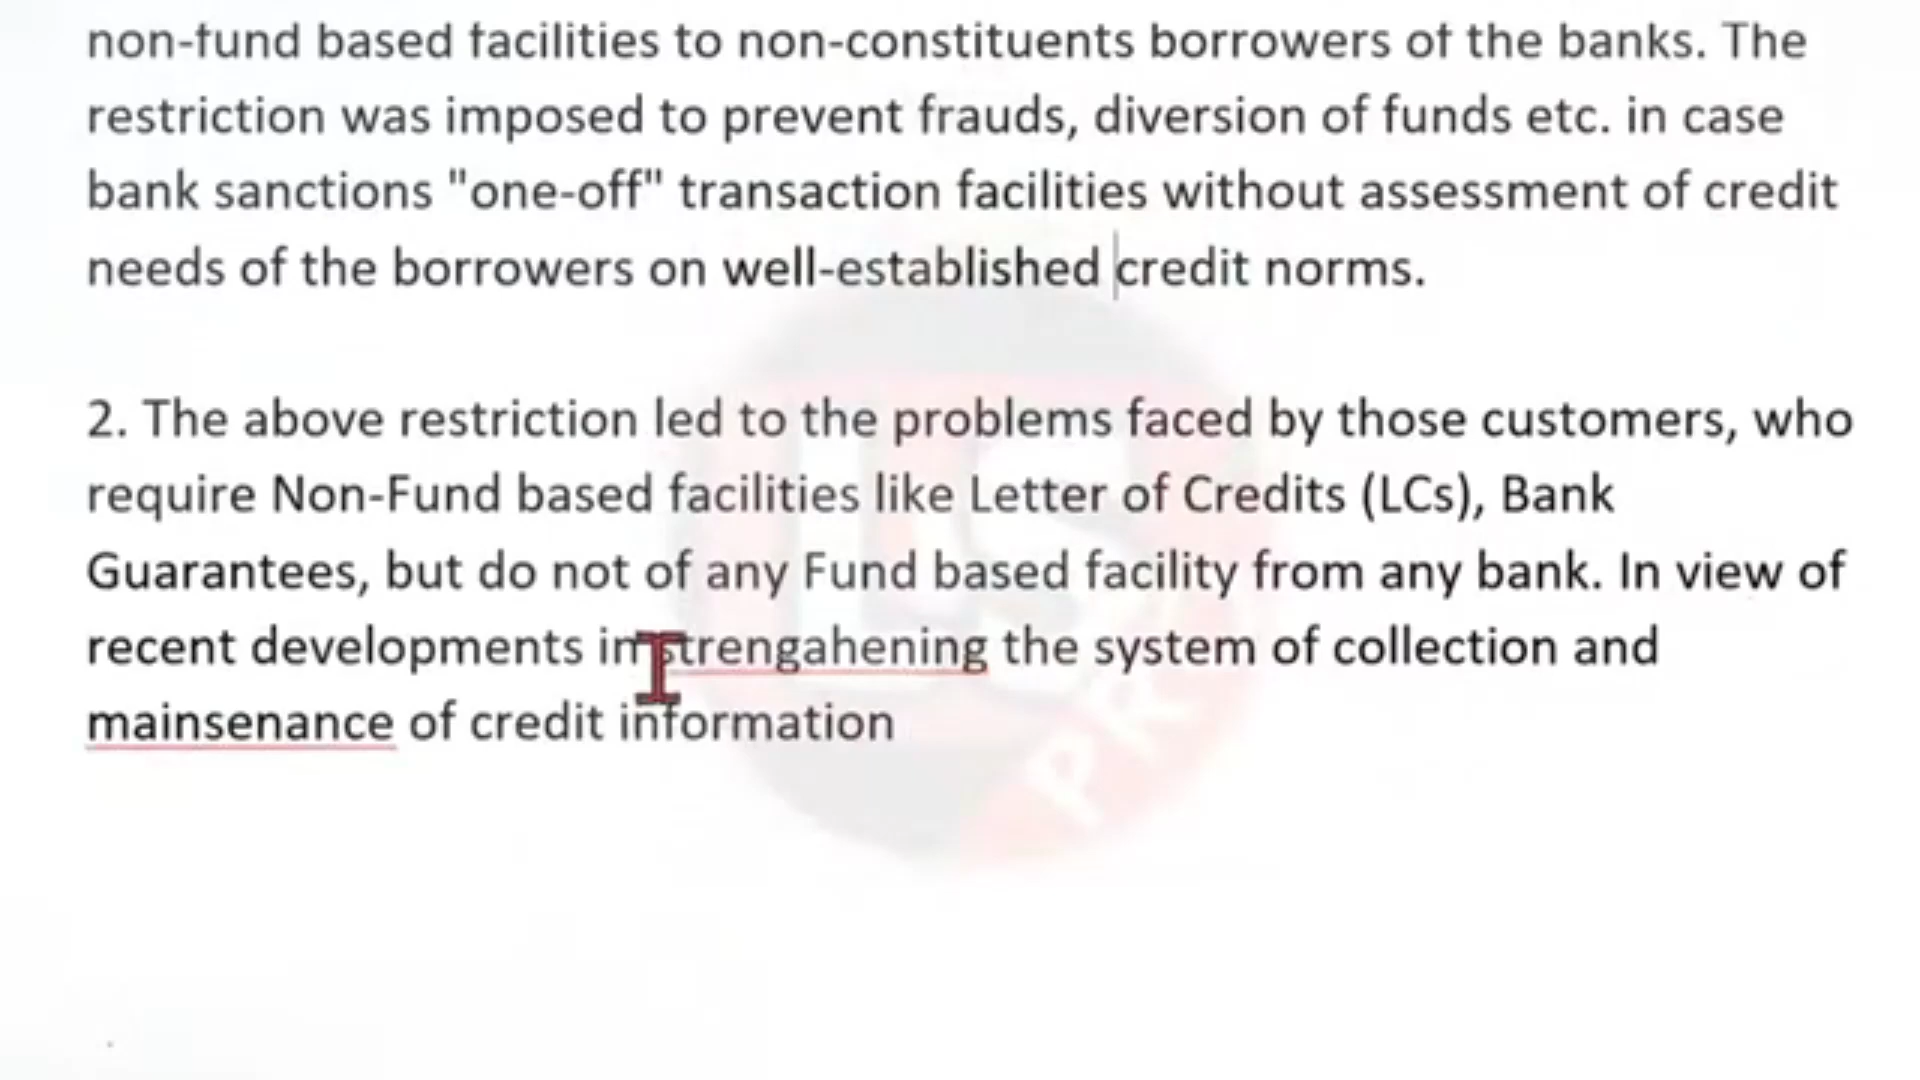 non-fund based facilities to non-constituents borrowers of the banks. The
restriction was imposed to prevent frauds, diversion of funds etc. in case
bank sanctions "one-off" transaction facilities without assessment of credit
needs of the borrowers on well-established credit norms.
2. The above restriction led to the problems faced by those customers, who
require Non-Fund based facilities like Letter of Credits (LCs), Bank
Guarantees, but do not of any Fund based facility from any bank. In view of
recent developments in strengahening the system of collection and
mainsenance of credit information
LS
PR